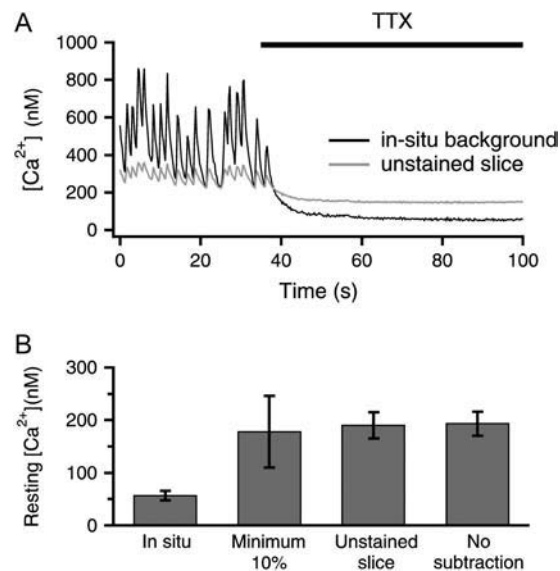 A
TTX
1000
800
600
400
200
0
[Ca2+] (nM)
in-situ background
unstained slice
0 20 40 60 80 100
Time (s)
B
300
200
100
0
Resting [Ca2+](nM)
In situ
Minimum
10%
Unstained
slice
No
subtraction